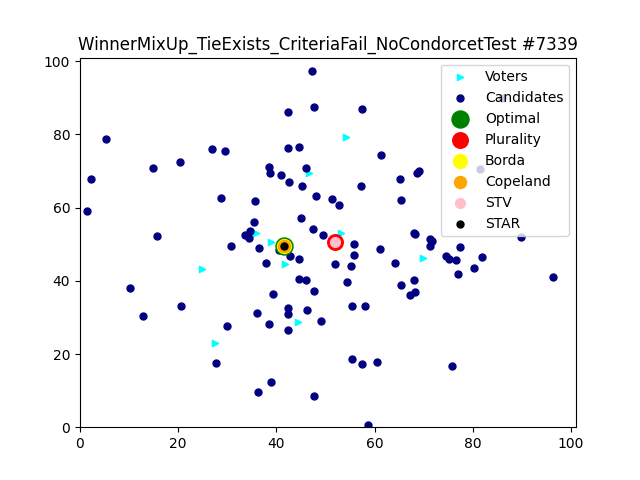 WinnerMixUp_TieExists_CriteriaFail_NoCondorcetTest #7339
100
80
60
40
20
0
0 20 40 60 80 100
Voters
Candidates
Optimal
Plurality
Borda
Copeland
STV
STAR